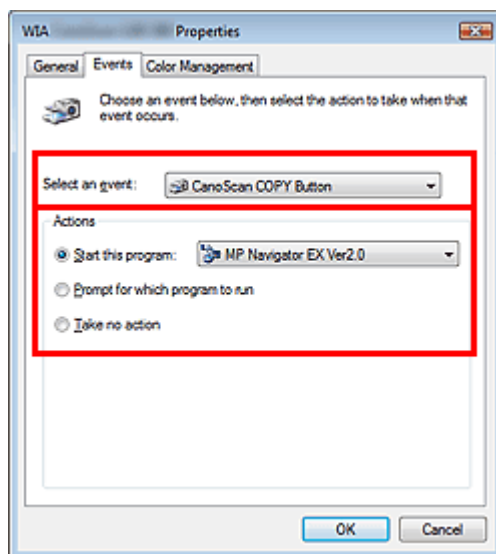 WIA Properties
General Events Color Management
Choose an event below, then select the action to take when that
event occurs.
Select an event: CanoScan COPY Button
Actions
Start this program: MP Navigator EX Ver2.0
Prompt for which program to run
Take no action
OK Cancel